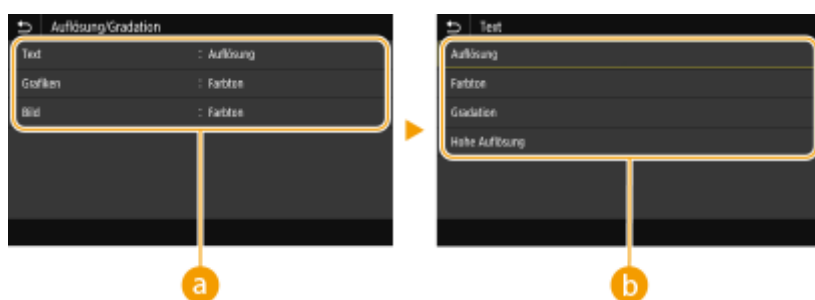 Auflösung/Gradation
Text : Auflösung
Grafiken : Farbton
Bild : Farbton
a
Text
Auflösung
Farbton
Gradation
Hohe Auflösung
b